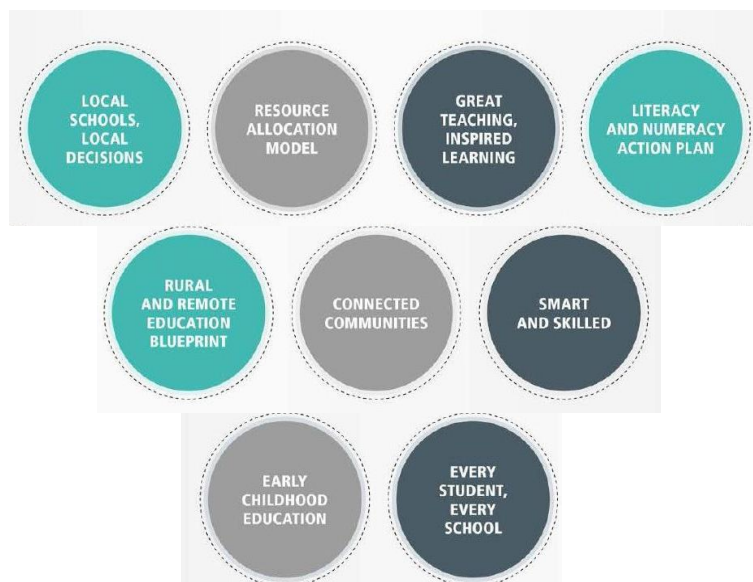 LOCAL
SCHOOLS,
LOCAL
DECISIONS
RESOURCE
ALLOCATION
MODEL
GREAT
TEACHING,
INSPIRED
LEARNING
LITERACY
AND NUMERACY
ACTION PLAN
RURAL
AND REMOTE
EDUCATION
BLUEPRINT
CONNECTED
COMMUNITIES
SMART
AND SKILLED
EARLY
CHILDHOOD
EDUCATION
EVERY
STUDENT,
EVERY
SCHOOL